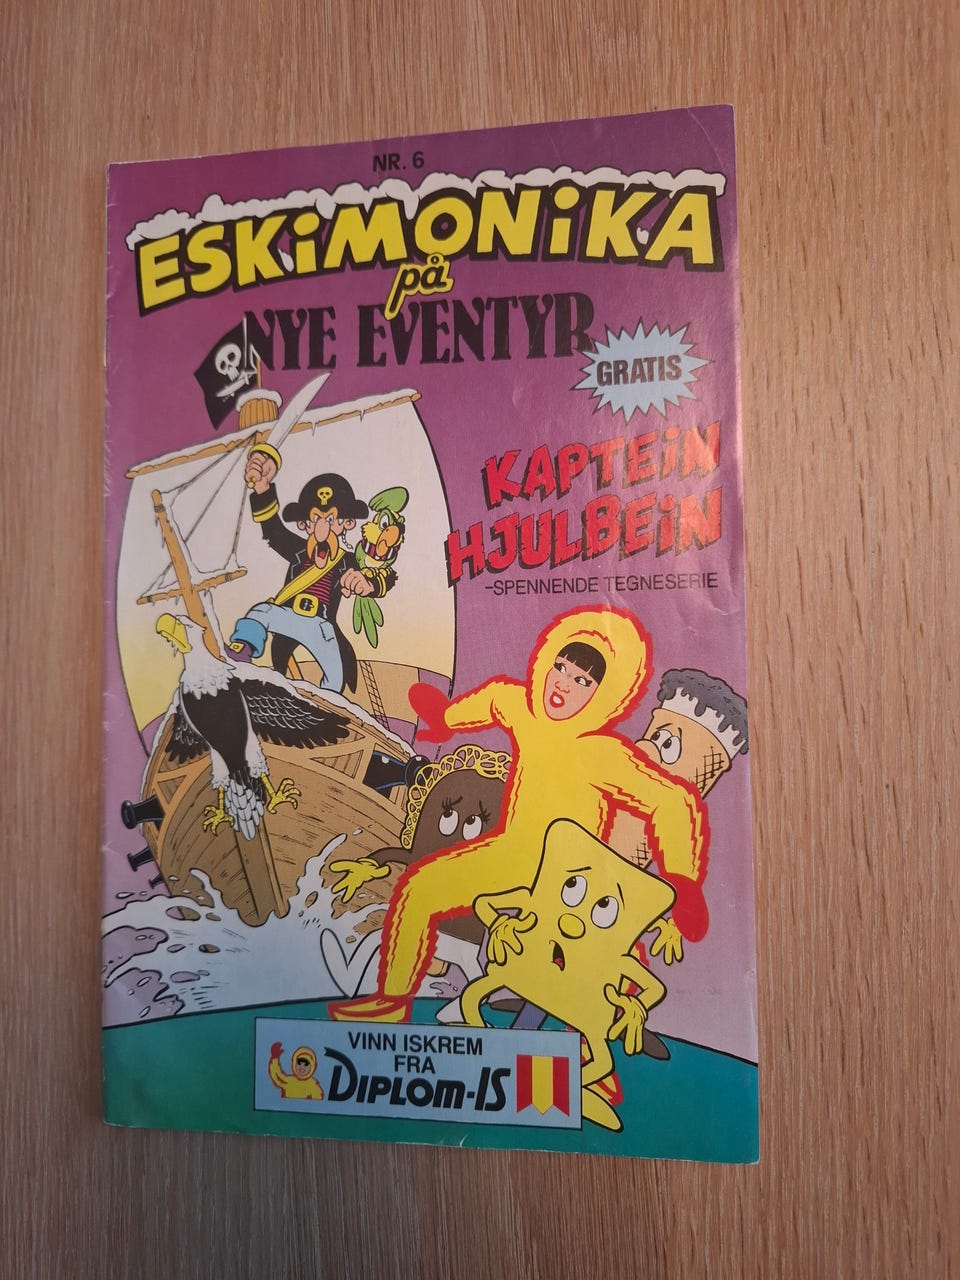 NR. 6
ESKiMONiKA
på
NYE EVENTYR
GRATIS
KAPTEiN
HJULBEiN
-SPENNENDE TEGNESERIE
VINN ISKREM
FRA
DIPLOM-IS